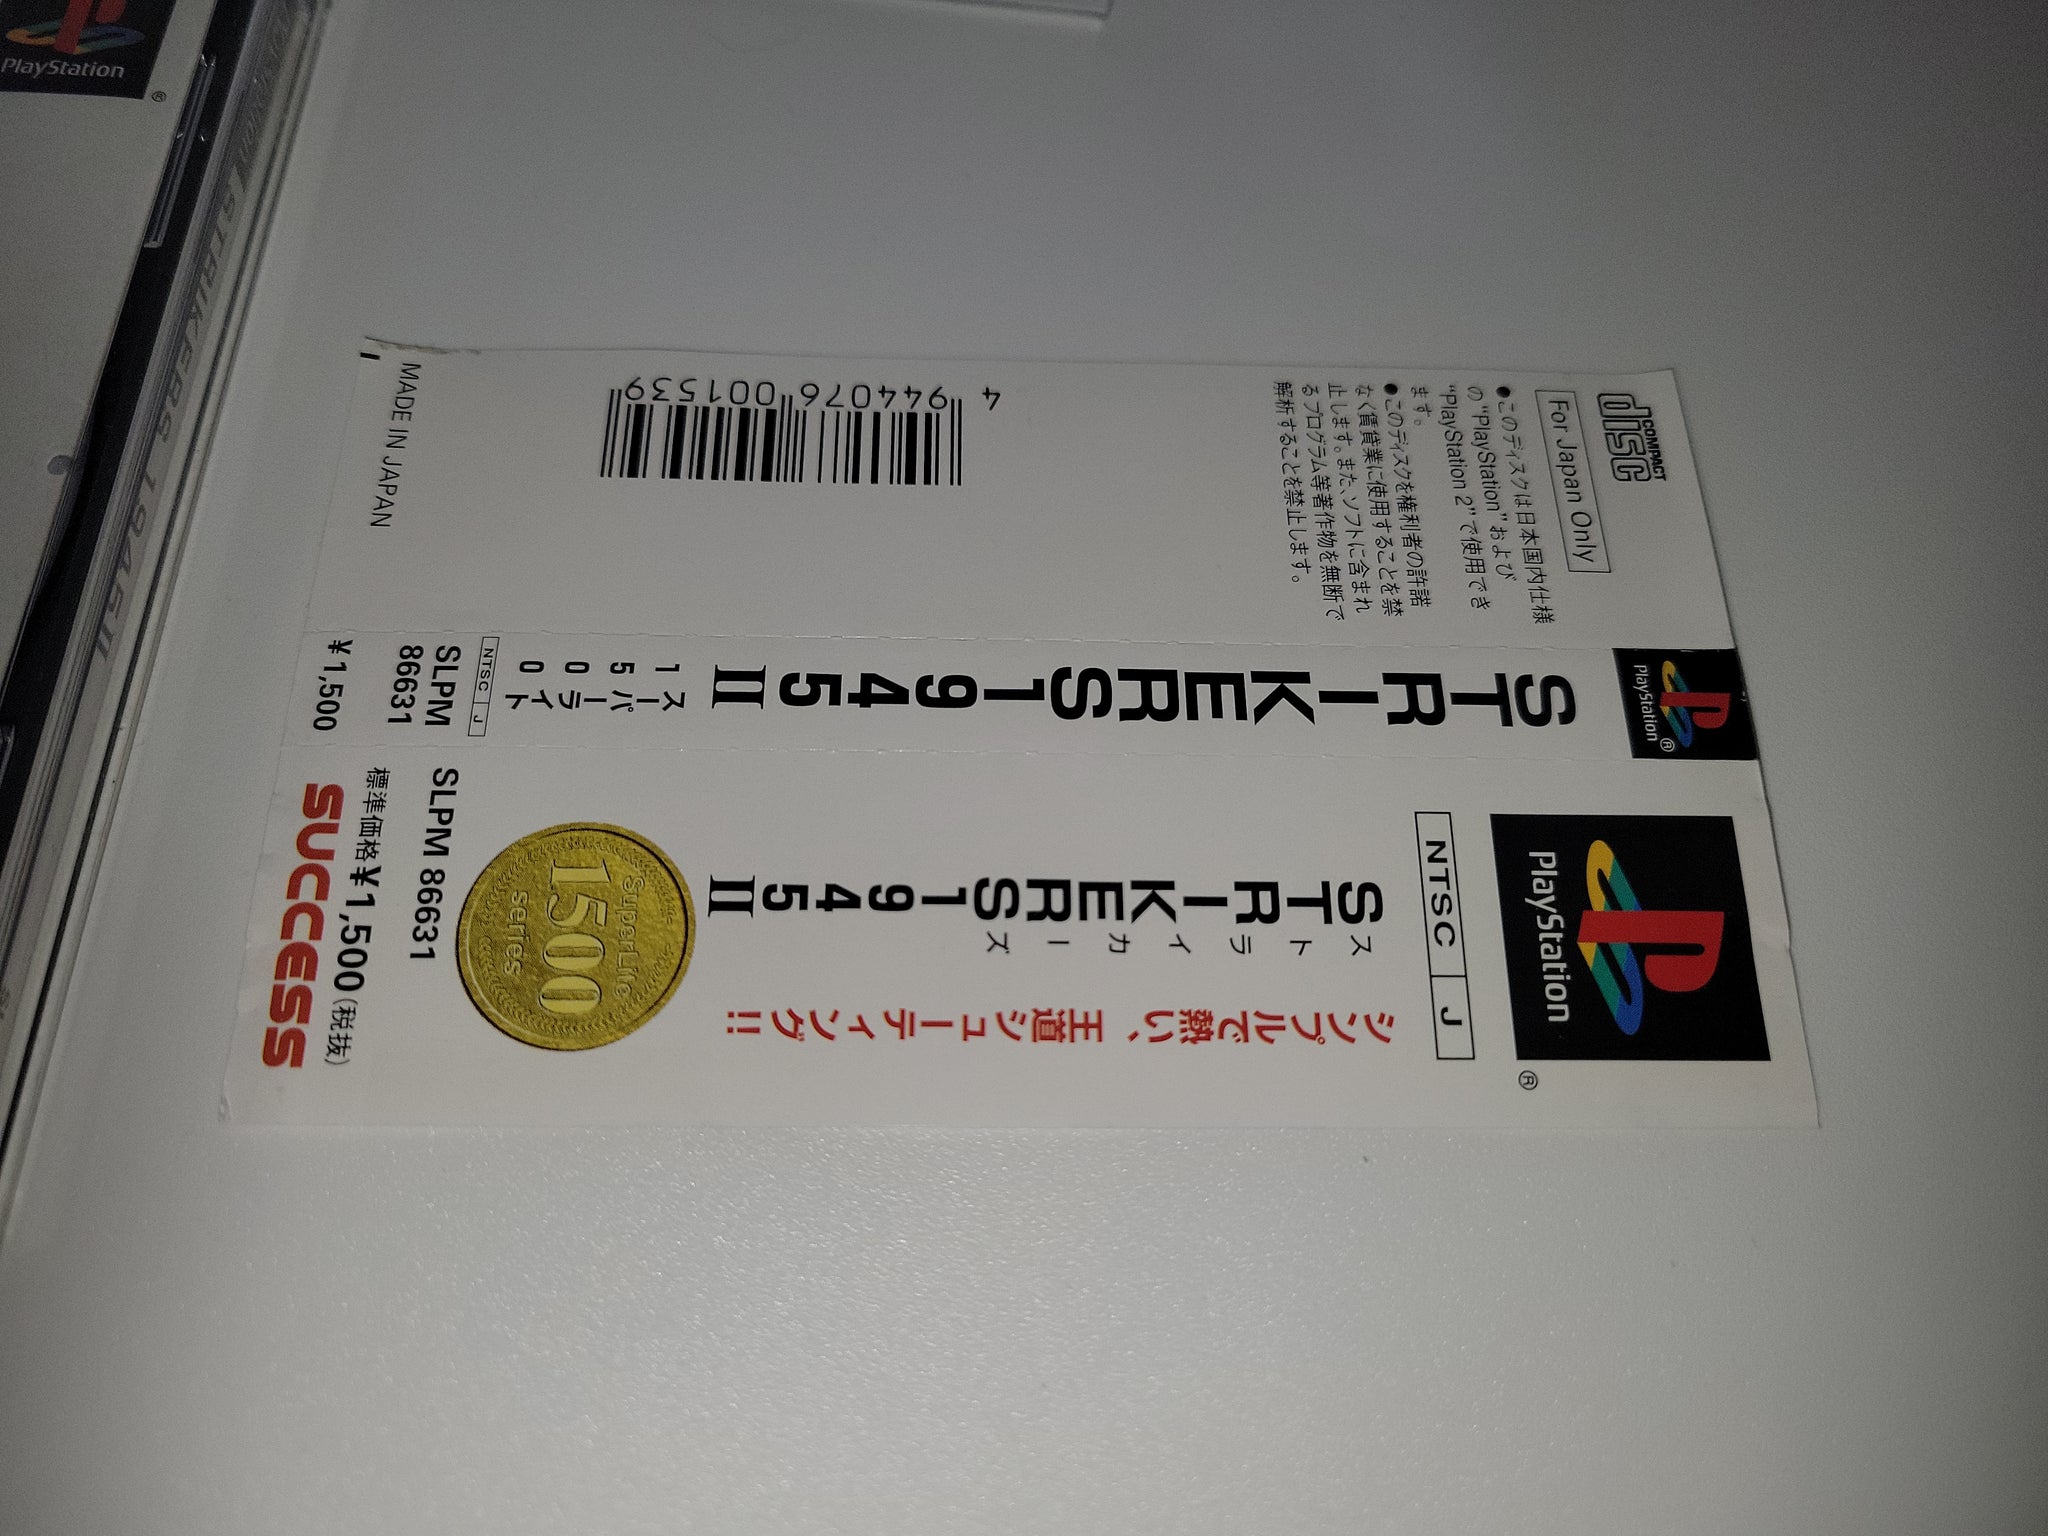 PlayStation
®
STRIKERS 1945 II
COMPACT
disc
For Japan Only
●このディスクは日本国内仕様
の"PlayStation"および
"PlayStation 2"で使用でき
ます。
●このディスクを権利者の許諾
なく賃貸業に使用することを禁
止します。また、ソフトに含まれ
るプログラム等著作物を無断で
解析することを禁止します。
4 944076 001539
MADE IN JAPAN
PlayStation
®
STRIKERS 1945 II
スーパーライト
1500
NTSC J
SLPM
86631
¥1,500
PlayStation
®
NTSC J
STRIKERS 1945 II
ストライカーズ
シンプルで熱い、王道シューティング!!
SuperLite
1500
series
SLPM 86631
標準価格¥1,500(税抜)
SUCCESS